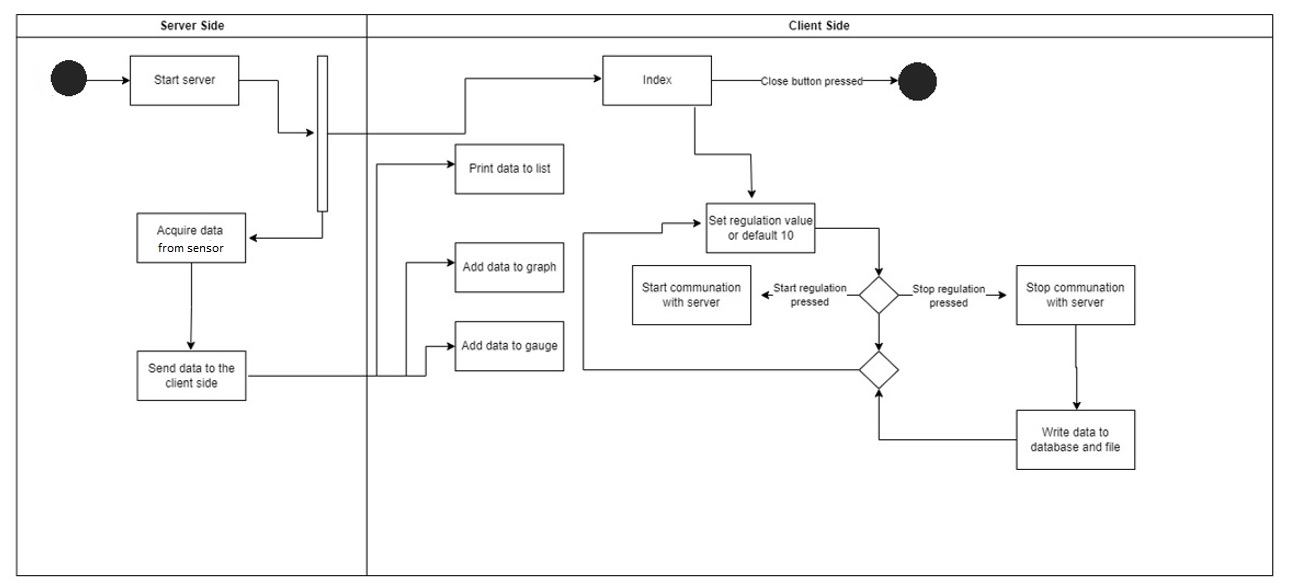 Server Side
Client Side
Start server
Index
Close button pressed
Print data to list
Acquire data
from sensor
Set regulation value
or default 10
Add data to graph
Start communation
with server
Start regulation
pressed
Stop regulation
pressed
Stop communation
with server
Add data to gauge
Send data to the
client side
Write data to
database and file